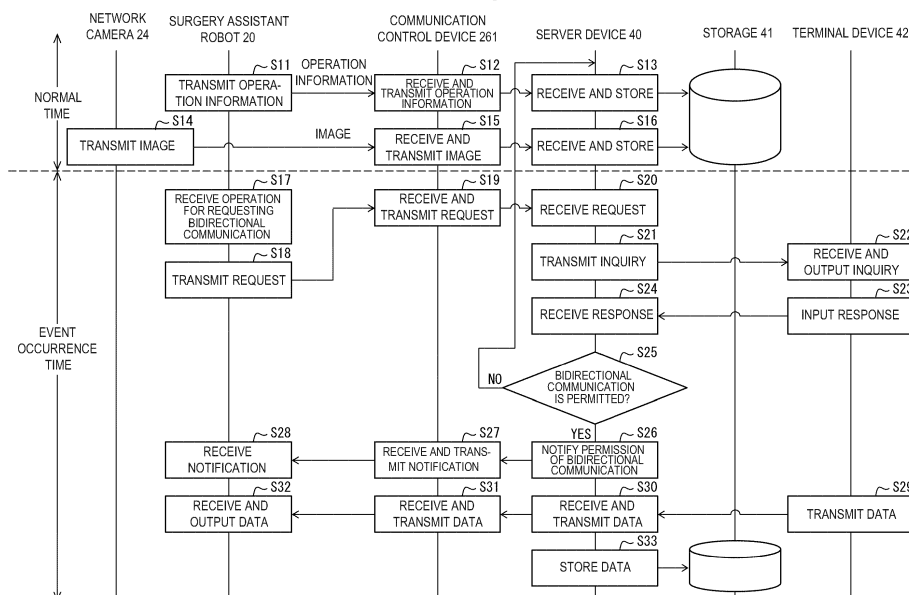 NETWORK
CAMERA 24
SURGERY ASSISTANT
ROBOT 20
COMMUNICATION
CONTROL DEVICE 261
SERVER DEVICE 40
STORAGE 41
TERMINAL DEVICE 42
NORMAL
TIME
S11
TRANSMIT OPERA-
TION INFORMATION
OPERATION
INFORMATION
S12
RECEIVE AND
TRANSMIT OPERATION
INFORMATION
S13
RECEIVE AND STORE
S14
TRANSMIT IMAGE
IMAGE
S15
RECEIVE AND
TRANSMIT IMAGE
S16
RECEIVE AND STORE
EVENT
OCCURRENCE
TIME
S17
RECEIVE OPERATION
FOR REQUESTING
BIDIRECTIONAL
COMMUNICATION
S18
TRANSMIT REQUEST
S19
RECEIVE AND
TRANSMIT REQUEST
S20
RECEIVE REQUEST
S21
TRANSMIT INQUIRY
S22
RECEIVE AND
OUTPUT INQUIRY
S23
INPUT RESPONSE
S24
RECEIVE RESPONSE
S25
BIDIRECTIONAL
COMMUNICATION
IS PERMITTED?
NO
YES
S26
NOTIFY PERMISSION
OF BIDIRECTIONAL
COMMUNICATION
S27
RECEIVE AND TRANS-
MIT NOTIFICATION
S28
RECEIVE
NOTIFICATION
S29
TRANSMIT DATA
S30
RECEIVE AND
TRANSMIT DATA
S31
RECEIVE AND
TRANSMIT DATA
S32
RECEIVE AND
OUTPUT DATA
S33
STORE DATA